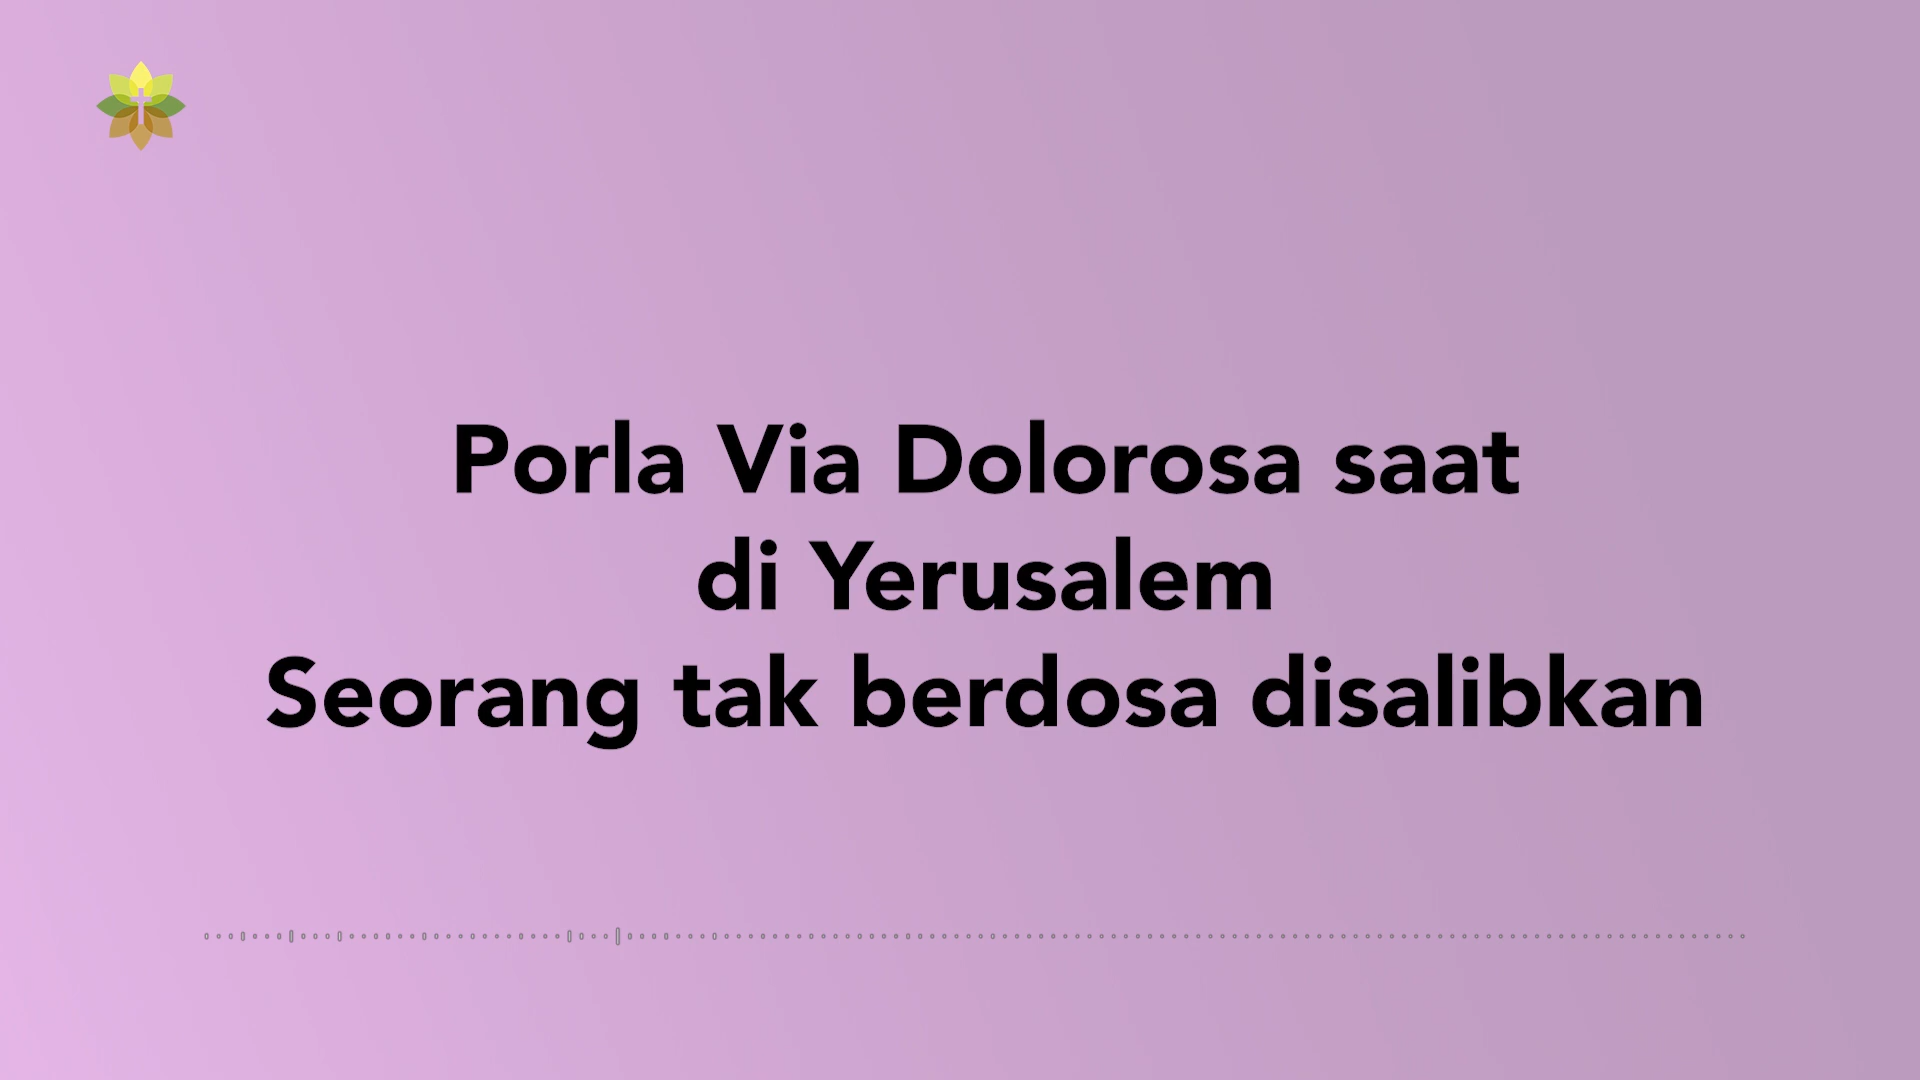 Porla Via Dolorosa saat
di Yerusalem
Seorang tak berdosa disalibkan